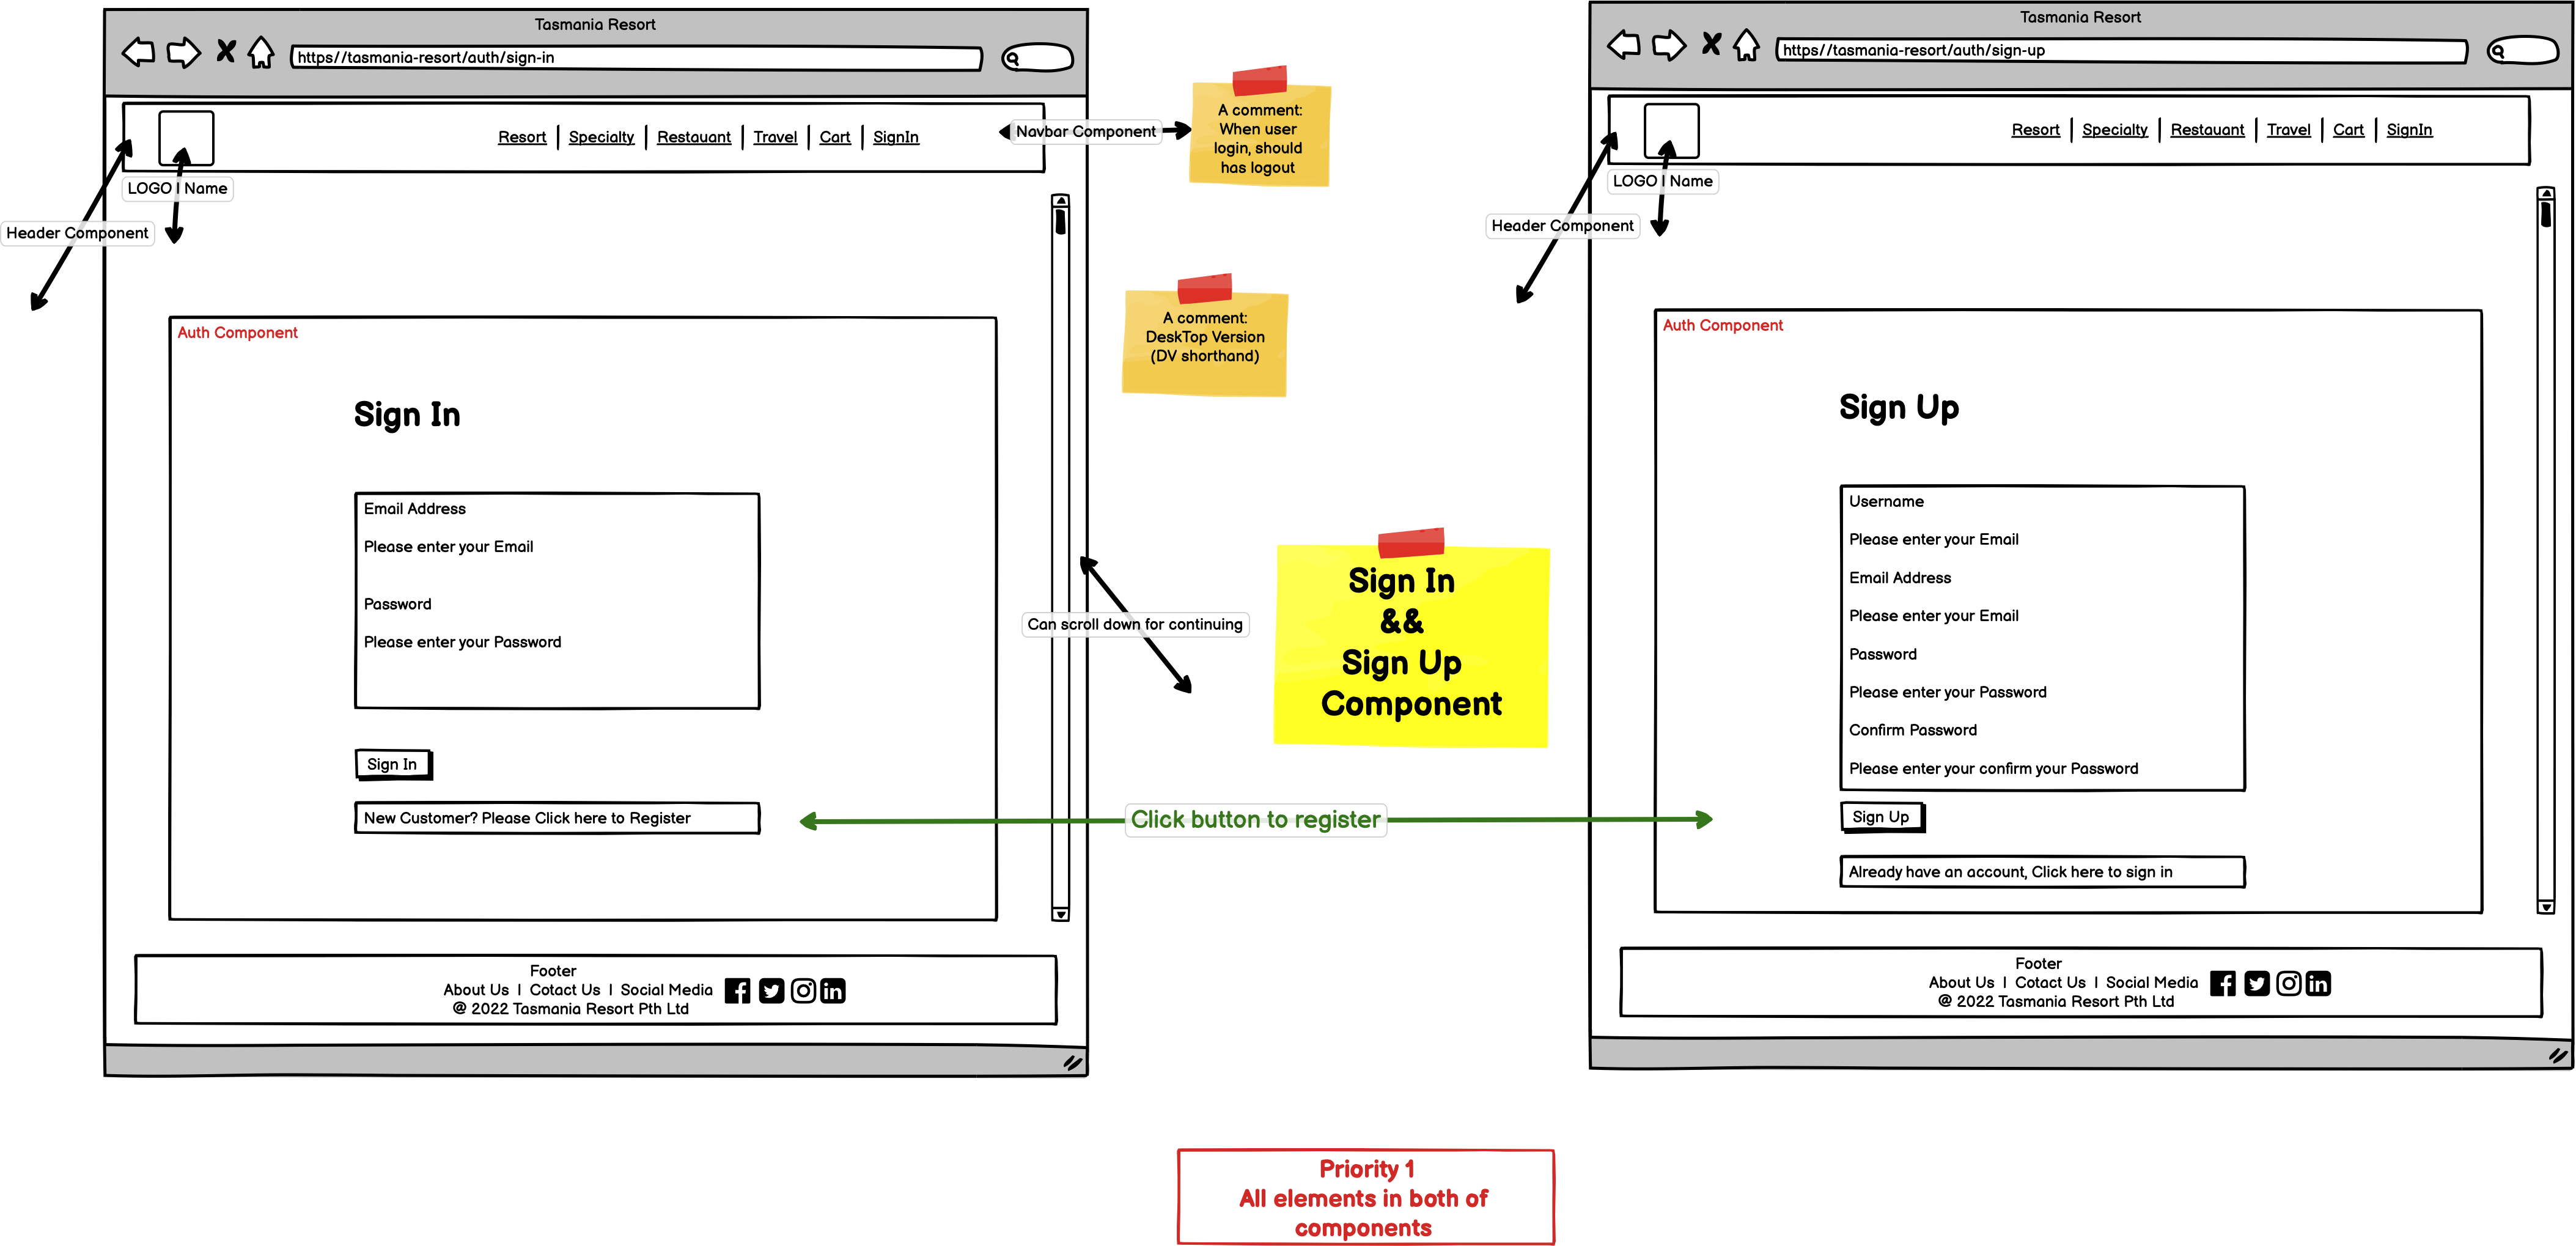 Tasmania Resort
https//tasmania-resort/auth/sign-in
Resort | Specialty | Restauant | Travel | Cart | SignIn
Navbar Component
LOGO | Name
Header Component
Auth Component
Sign In
Email Address
Please enter your Email
Password
Please enter your Password
Sign In
New Customer? Please Click here to Register
Footer
About Us | Cotact Us | Social Media
@ 2022 Tasmania Resort Pth Ltd
A comment:
When user
login, should
has logout
A comment:
DeskTop Version
(DV shorthand)
Can scroll down for continuing
Sign In
&&
Sign Up
Component
Click button to register
Tasmania Resort
https//tasmania-resort/auth/sign-up
Resort | Specialty | Restauant | Travel | Cart | SignIn
LOGO | Name
Header Component
Auth Component
Sign Up
Username
Please enter your Email
Email Address
Please enter your Email
Password
Please enter your Password
Confirm Password
Please enter your confirm your Password
Sign Up
Already have an account, Click here to sign in
Footer
About Us | Cotact Us | Social Media
@ 2022 Tasmania Resort Pth Ltd
Priority 1
All elements in both of
components